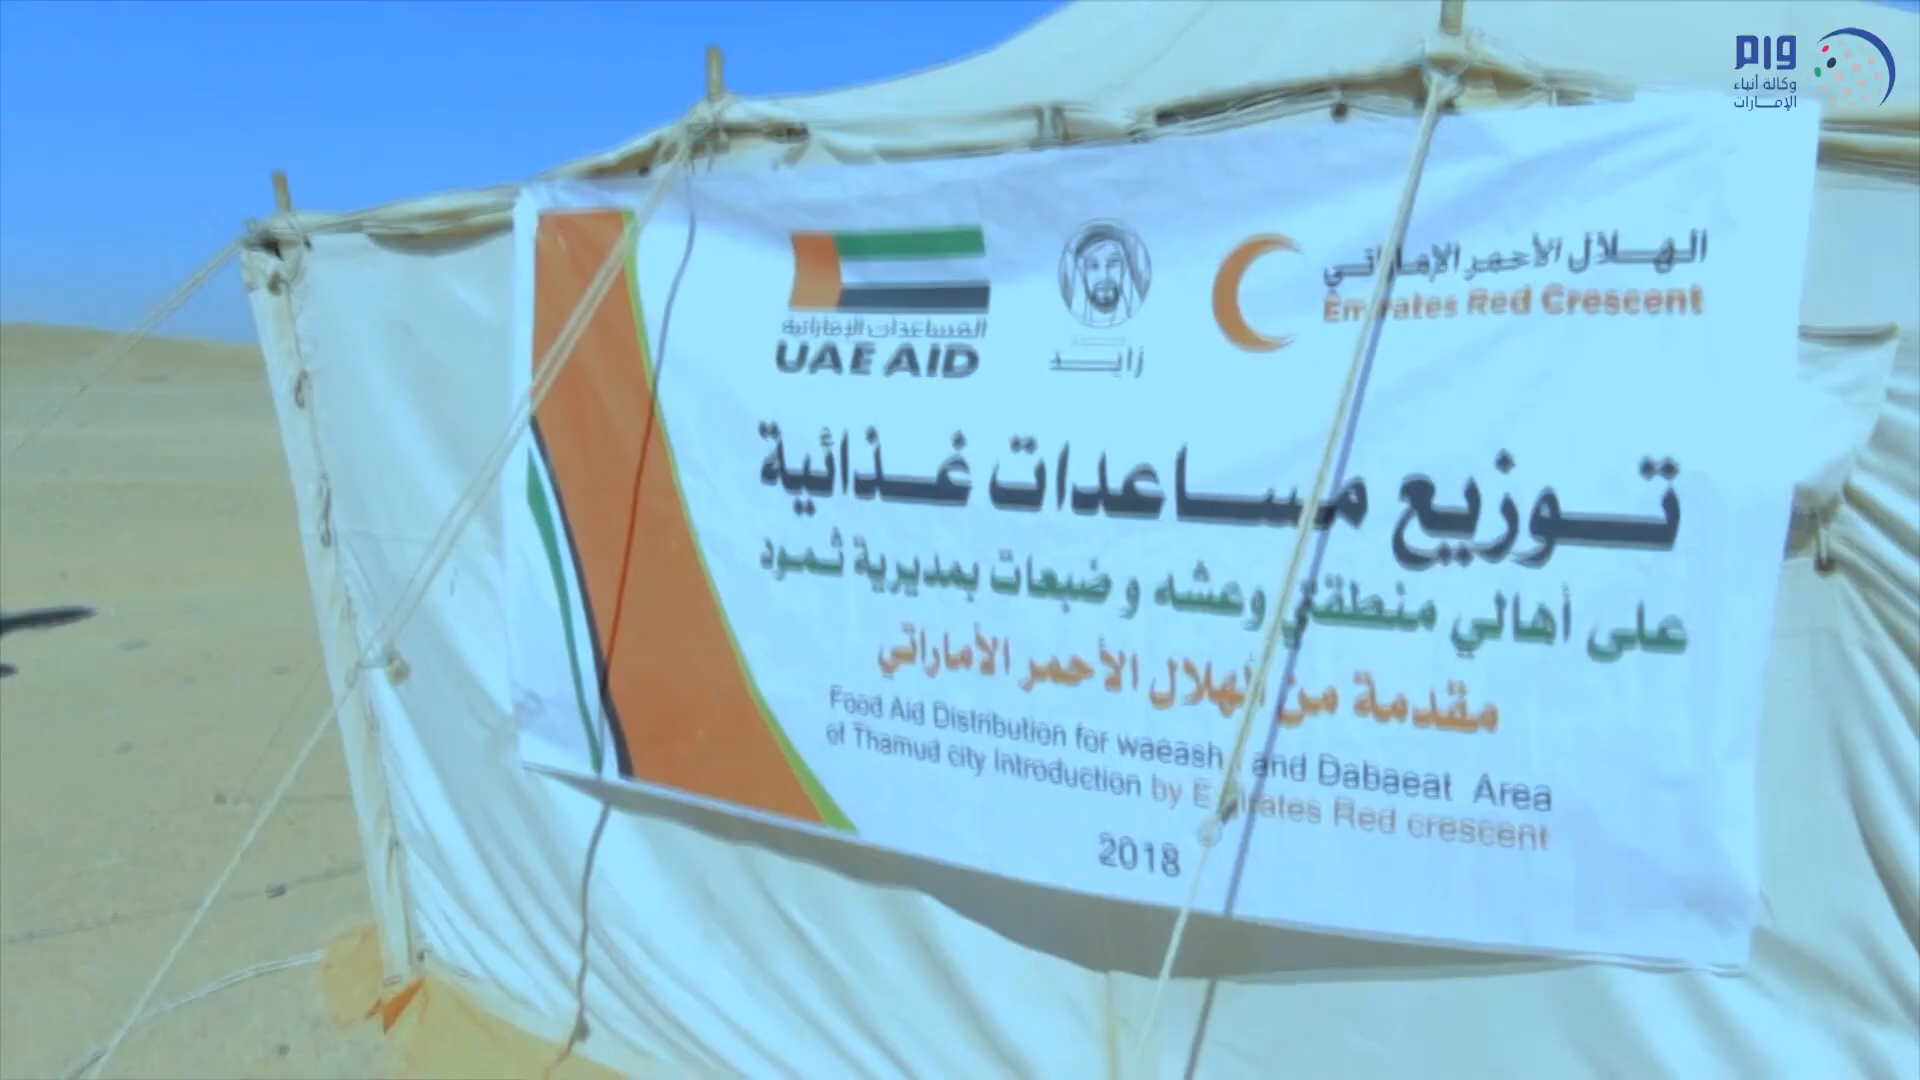 وام
وكالة أنباء
الإمارات
المساعدات الإماراتية
UAE AID
زايد
الهلال الأحمر الإماراتي
Emirates Red Crescent
توزيع مساعدات غذائية
على أهالي منطقتي وعشه و ضبعات بمديرية ثمود
مقدمة من الهلال الأحمر الأماراتي
Food Aid Distribution for waeash and Dabaeat Area
of Thamud city Introduction by Emirates Red crescent
2018